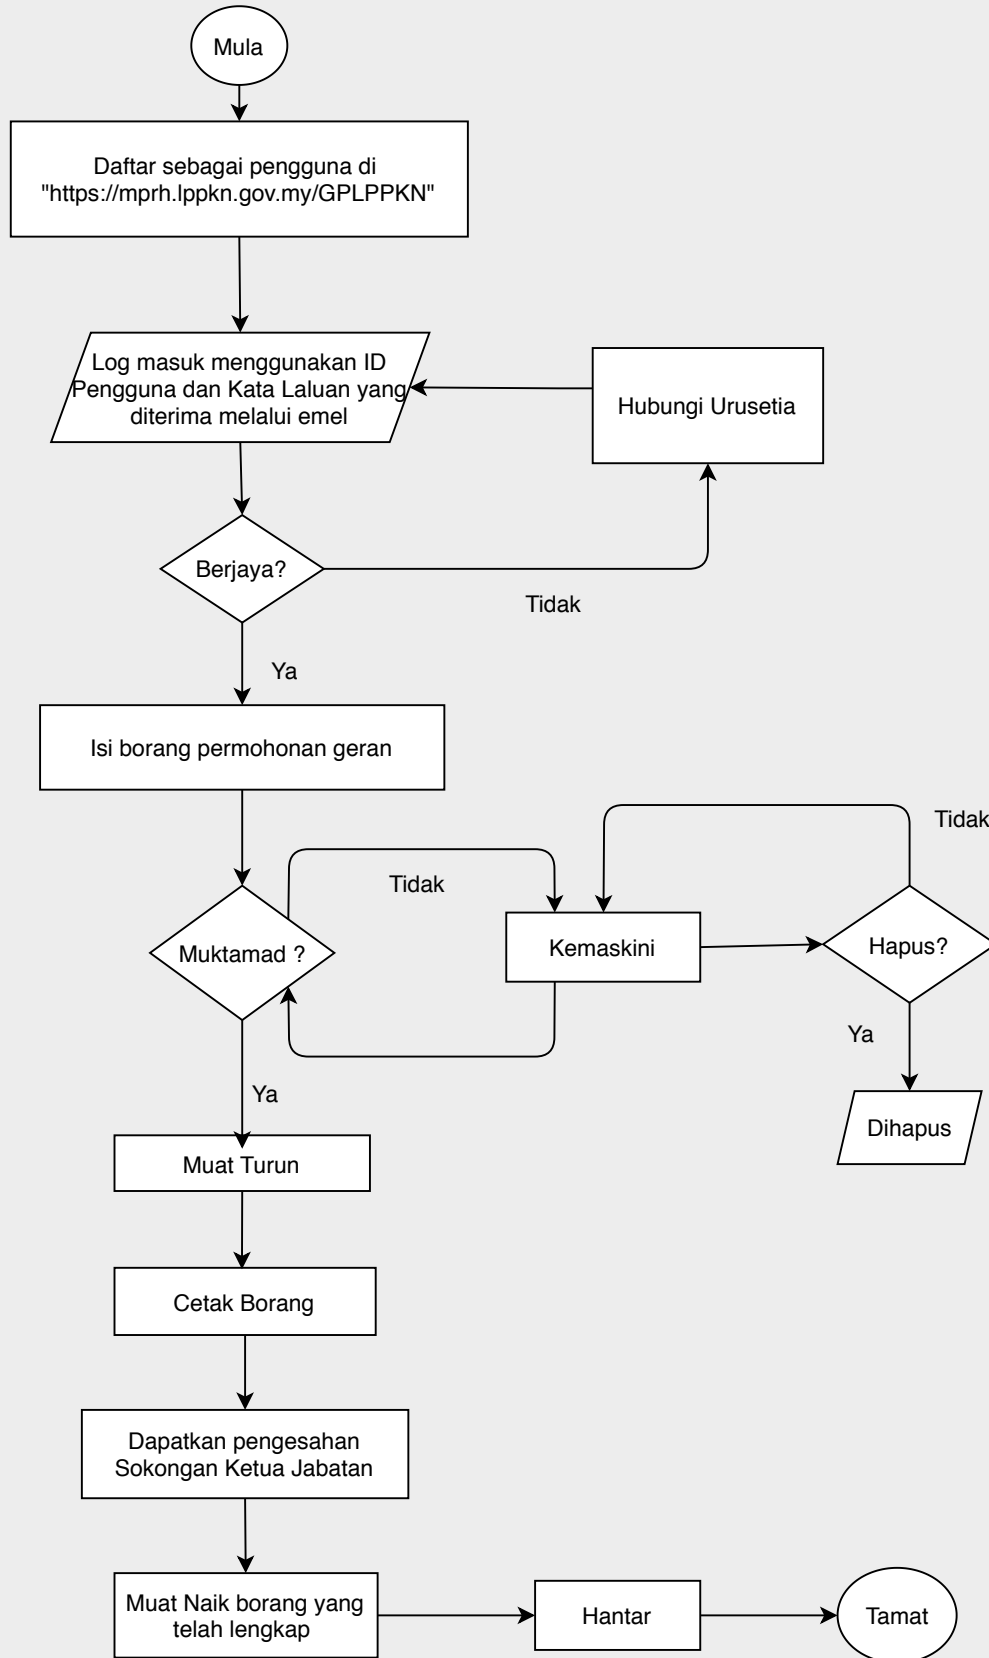 Mula
Daftar sebagai pengguna di
"https://mprh.lppkn.gov.my/GPLPPKN"
Log masuk menggunakan ID
Pengguna dan Kata Laluan yang
diterima melalui emel
Hubungi Urusetia
Berjaya?
Tidak
Ya
Isi borang permohonan geran
Tidak
Tidak
Muktamad ?
Kemaskini
Hapus?
Ya
Ya
Dihapus
Muat Turun
Cetak Borang
Dapatkan pengesahan
Sokongan Ketua Jabatan
Muat Naik borang yang
telah lengkap
Hantar
Tamat